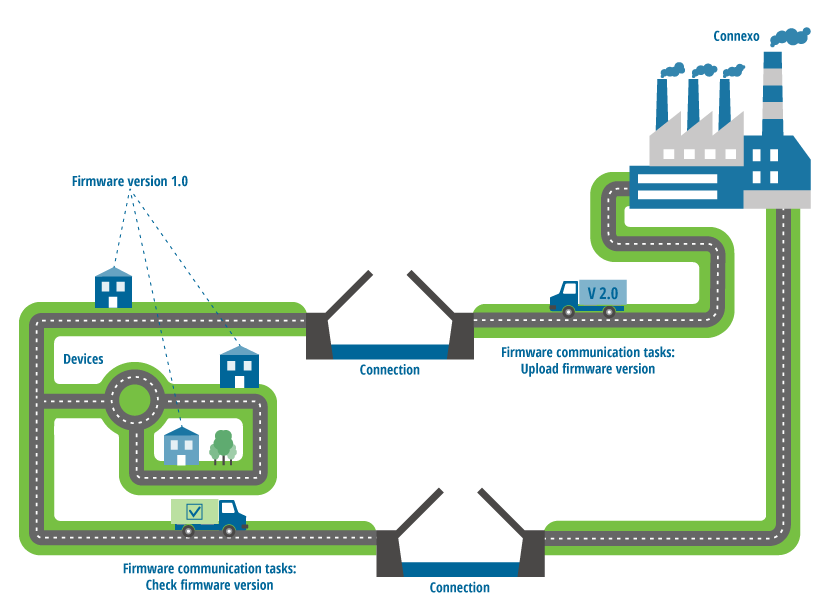 Connexo
Firmware version 1.0
V 2.0
Devices
Firmware communication tasks:
Upload firmware version
Connection
Firmware communication tasks:
Check firmware version
Connection